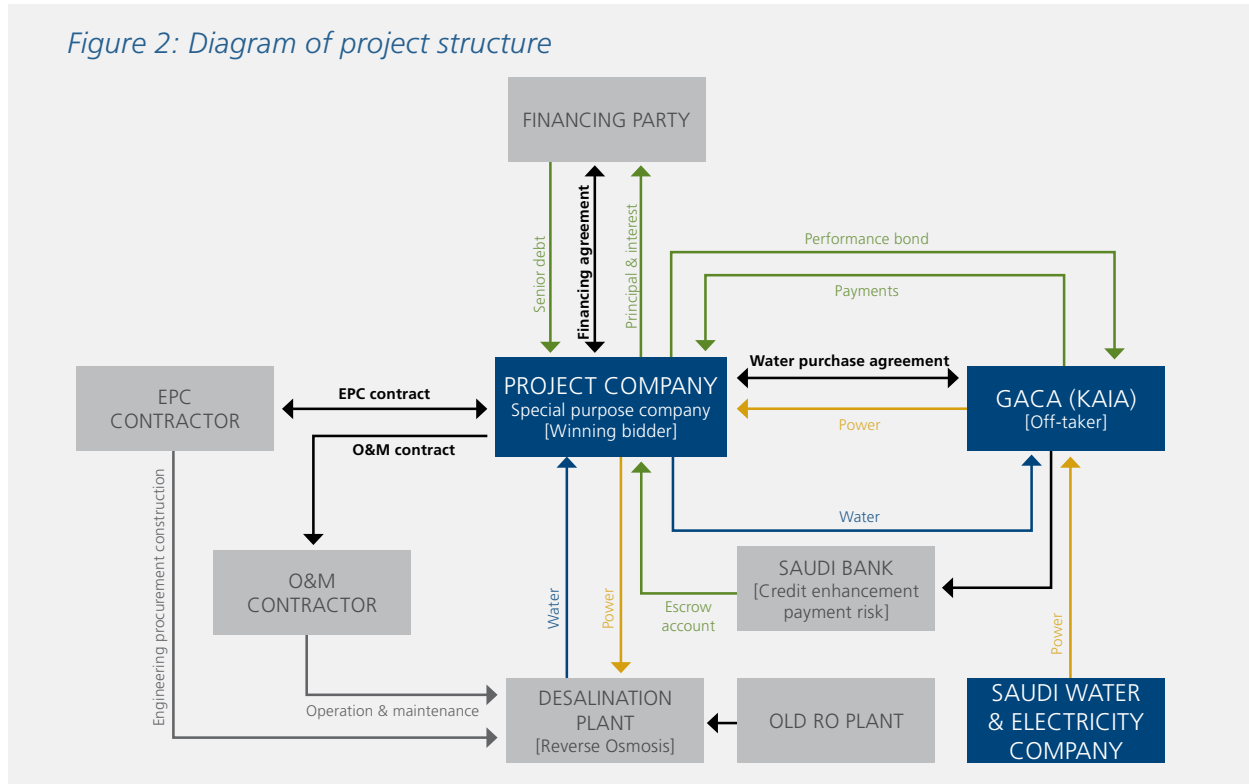 Figure 2: Diagram of project structure
FINANCING PARTY
Senior debt
Financing agreement
Principal & interest
Performance bond
Payments
EPC
CONTRACTOR
EPC contract
O&M contract
PROJECT COMPANY
Special purpose company
[Winning bidder]
Water purchase agreement
Power
GACA (KAIA)
[Off-taker]
Water
Engineering procurement construction
O&M
CONTRACTOR
Operation & maintenance
Water
Power
Escrow
account
SAUDI BANK
[Credit enhancement
payment risk]
Power
DESALINATION
PLANT
[Reverse Osmosis]
OLD RO PLANT
SAUDI WATER
& ELECTRICITY
COMPANY